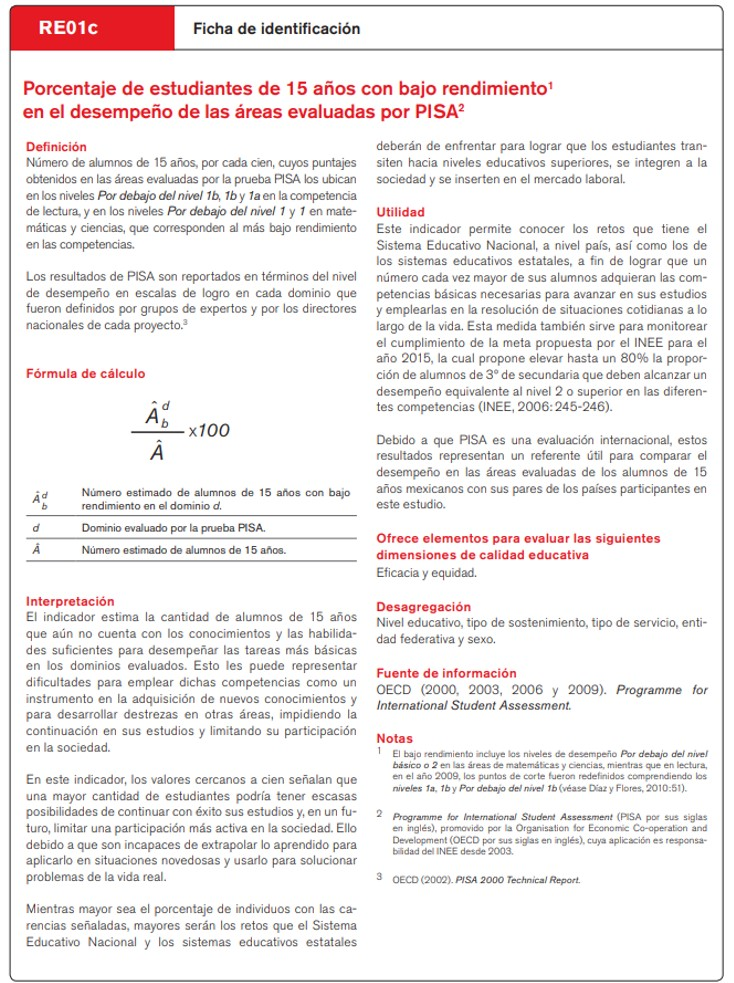 RE01c
Ficha de identificación
Porcentaje de estudiantes de 15 años con bajo rendimiento¹
en el desempeño de las áreas evaluadas por PISA²
Definición
Número de alumnos de 15 años, por cada cien, cuyos puntajes
obtenidos en las áreas evaluadas por la prueba PISA los ubican
en los niveles Por debajo del nivel 1b, 1b y 1a en la competencia
de lectura, y en los niveles Por debajo del nivel 1 y 1 en mate-
máticas y ciencias, que corresponden al más bajo rendimiento
en las competencias.
Los resultados de PISA son reportados en términos del nivel
de desempeño en escalas de logro en cada dominio que
fueron definidos por grupos de expertos y por los directores
nacionales de cada proyecto.³
Fórmula de cálculo
Â d b
x100
Â
Â d b Número estimado de alumnos de 15 años con bajo
rendimiento en el dominio d.
d Dominio evaluado por la prueba PISA.
Â Número estimado de alumnos de 15 años.
Interpretación
El indicador estima la cantidad de alumnos de 15 años
que aún no cuenta con los conocimientos y las habilida-
des suficientes para desempeñar las tareas más básicas
en los dominios evaluados. Esto les puede representar
dificultades para emplear dichas competencias como un
instrumento en la adquisición de nuevos conocimientos y
para desarrollar destrezas en otras áreas, impidiendo la
continuación en sus estudios y limitando su participación
en la sociedad.
En este indicador, los valores cercanos a cien señalan que
una mayor cantidad de estudiantes podría tener escasas
posibilidades de continuar con éxito sus estudios y, en un fu-
turo, limitar una participación más activa en la sociedad. Ello
debido a que son incapaces de extrapolar lo aprendido para
aplicarlo en situaciones novedosas y usarlo para solucionar
problemas de la vida real.
Mientras mayor sea el porcentaje de individuos con las ca-
rencias señaladas, mayores serán los retos que el Sistema
Educativo Nacional y los sistemas educativos estatales
deberán de enfrentar para lograr que los estudiantes tran-
siten hacia niveles educativos superiores, se integren a la
sociedad y se inserten en el mercado laboral.
Utilidad
Este indicador permite conocer los retos que tiene el
Sistema Educativo Nacional, a nivel país, así como los de
los sistemas educativos estatales, a fin de lograr que un
número cada vez mayor de sus alumnos adquieran las com-
petencias básicas necesarias para avanzar en sus estudios
y emplearlas en la resolución de situaciones cotidianas a lo
largo de la vida. Esta medida también sirve para monitorear
el cumplimiento de la meta propuesta por el INEE para el
año 2015, la cual propone elevar hasta un 80% la propor-
ción de alumnos de 3° de secundaria que deben alcanzar un
desempeño equivalente al nivel 2 o superior en las diferen-
tes competencias (INEE, 2006: 245-246).
Debido a que PISA es una evaluación internacional, estos
resultados representan un referente útil para comparar el
desempeño en las áreas evaluadas de los alumnos de 15
años mexicanos con sus pares de los países participantes en
este estudio.
Ofrece elementos para evaluar las siguientes
dimensiones de calidad educativa
Eficacia y equidad.
Desagregación
Nivel educativo, tipo de sostenimiento, tipo de servicio, enti-
dad federativa y sexo.
Fuente de información
OECD (2000, 2003, 2006 y 2009). Programme for
International Student Assessment.
Notas
1 El bajo rendimiento incluye los niveles de desempeño Por debajo del nivel
básico o 2 en las áreas de matemáticas y ciencias, mientras que en lectura,
en el año 2009, los puntos de corte fueron redefinidos comprendiendo los
niveles 1a, 1b y Por debajo del nivel 1b (véase Díaz y Flores, 2010:51).
2 Programme for International Student Assessment (PISA por sus siglas
en inglés), promovido por la Organisation for Economic Co-operation and
Development (OECD por sus siglas en inglés), cuya aplicación es responsa-
bilidad del INEE desde 2003.
3 OECD (2002). PISA 2000 Technical Report.